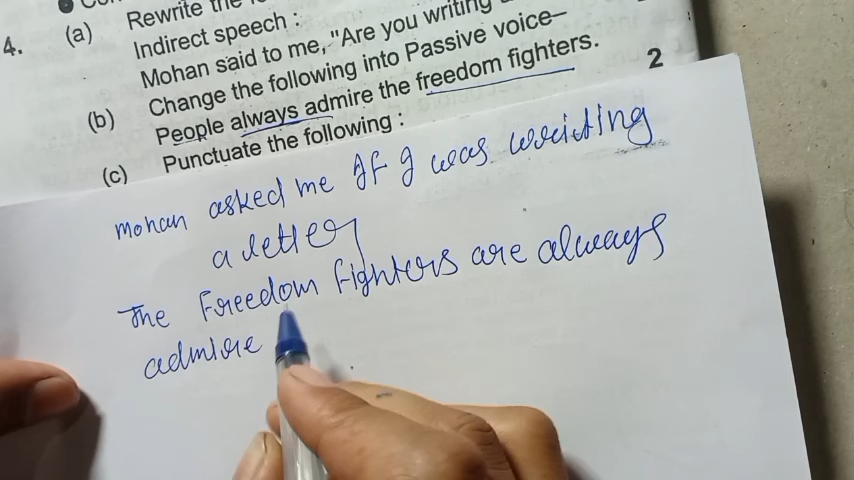 4. (a) Rewrite the
Indirect speech :
Mohan said to me, "Are you writing
(b) Change the following into Passive voice–
People always admire the freedom fighters.
2
(c) Punctuate the following :
Mohan asked me If I was writing
a letter
The Freedom fighters are always
admire